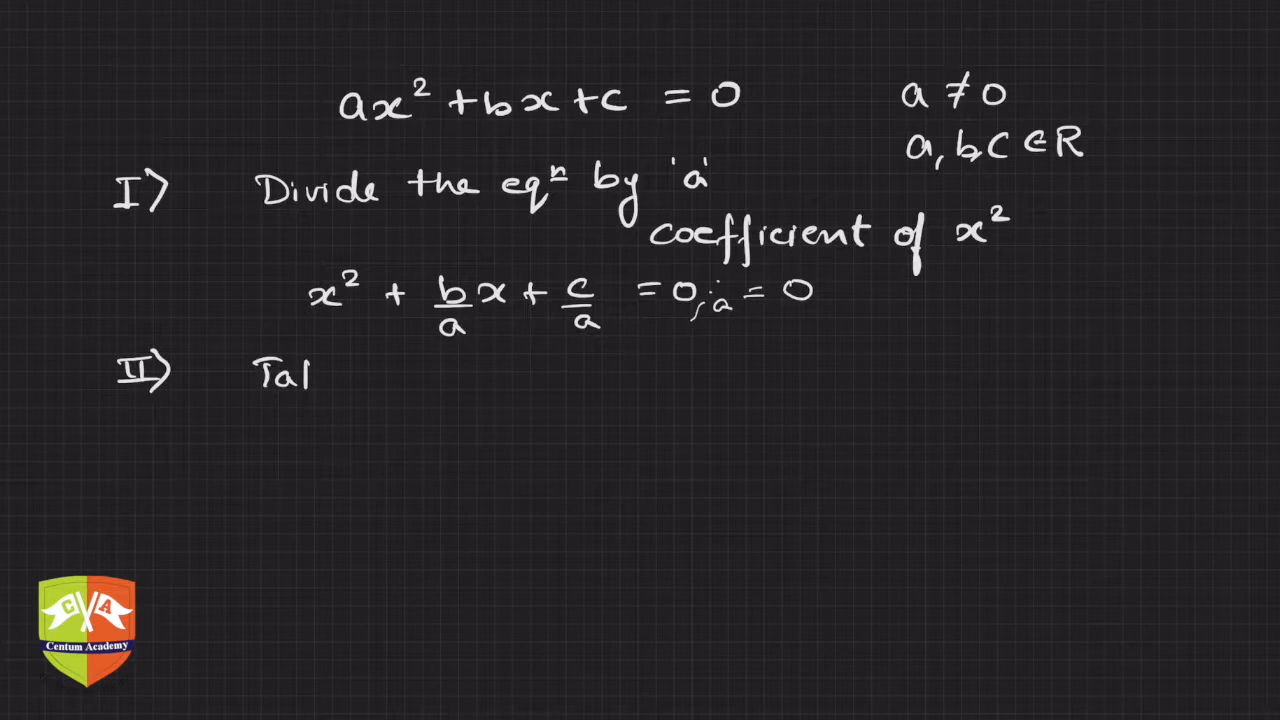 ax² + bx + c = 0
a ≠ 0
a, b, c ∈ R
I> Divide the eqⁿ by 'a'
coefficient of x²
x² + b/a x + c/a = 0, ∵ a = 0
II> Tal
C A
Centum Academy